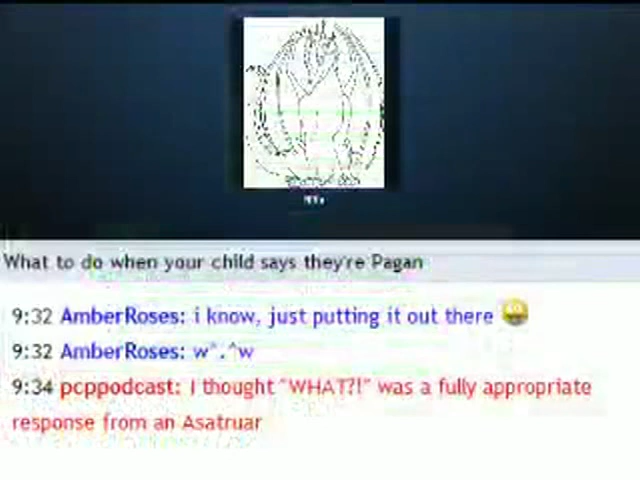 What to do when your child says they're Pagan
9:32 AmberRoses: i know, just putting it out there
9:32 AmberRoses: w^.^w
9:34 pcppodcast: I thought "WHAT?!" was a fully appropriate
response from an Asatruar